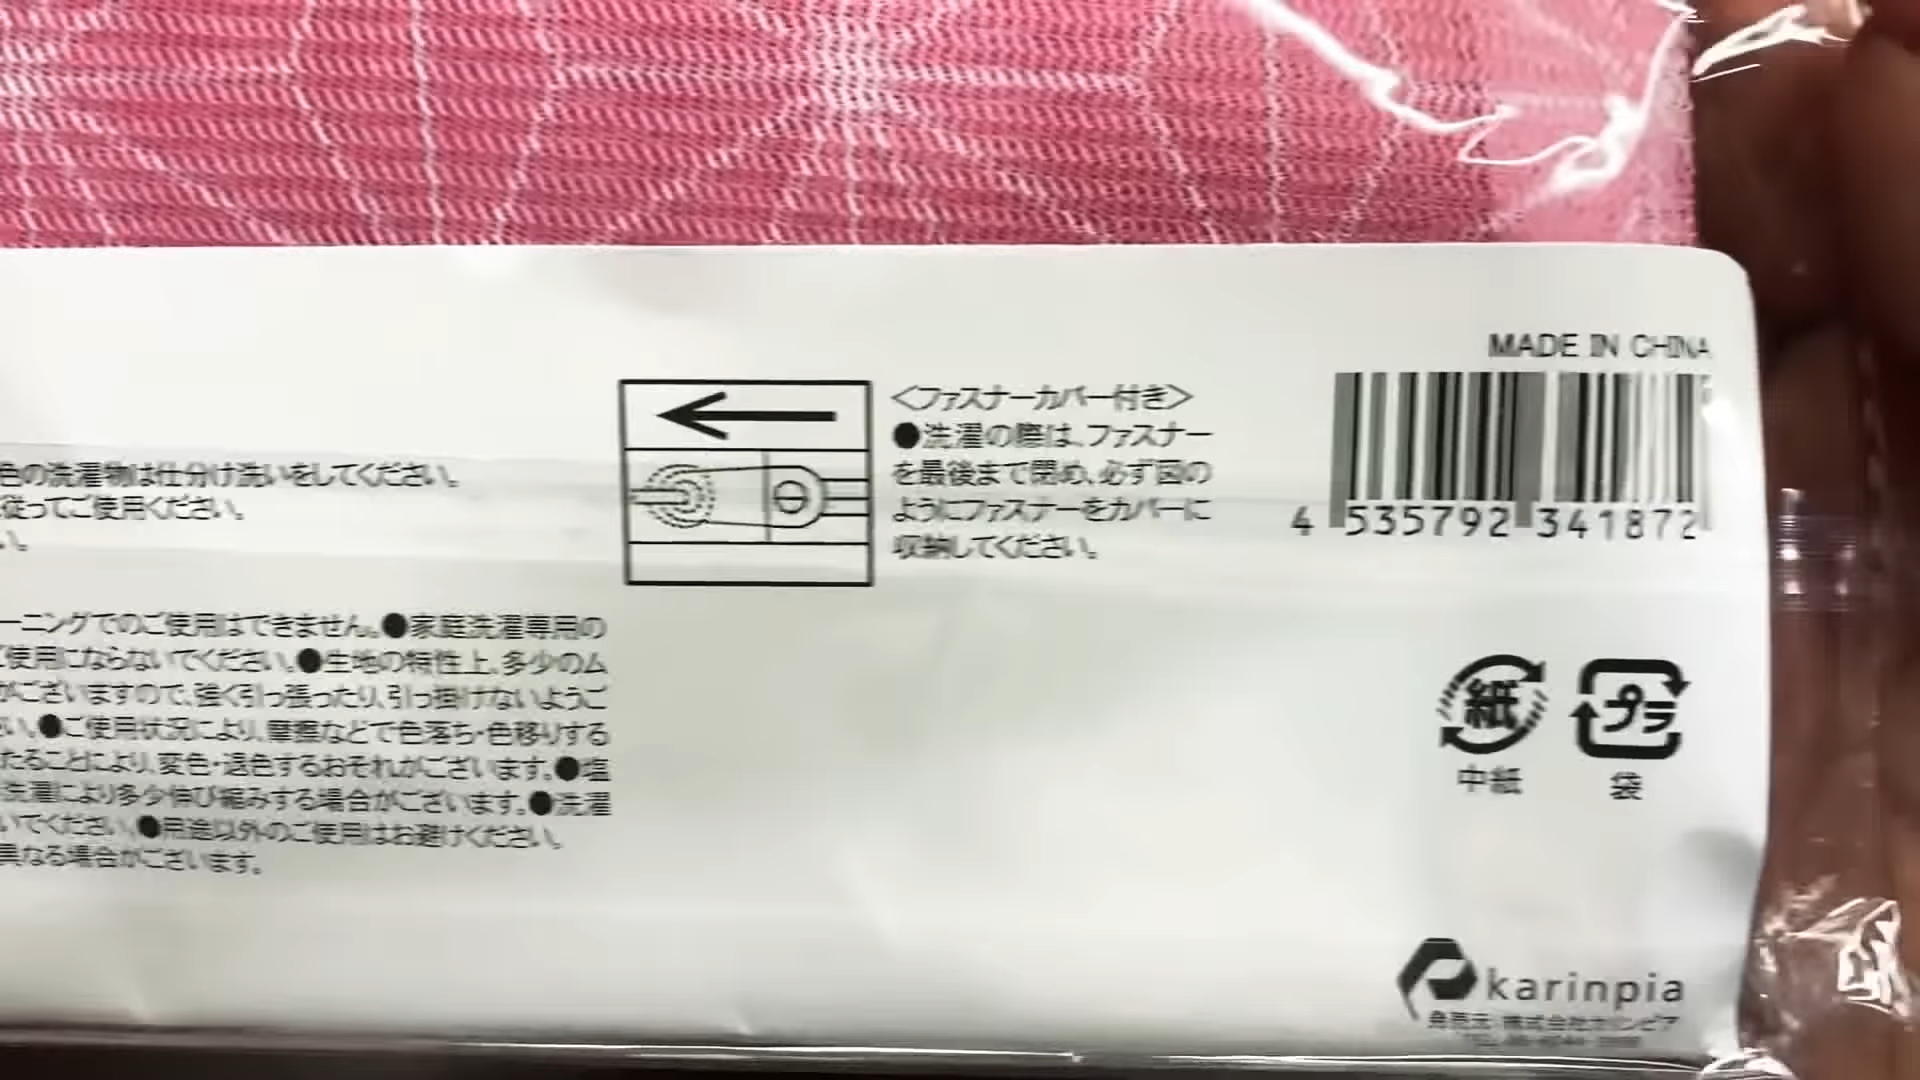 MADE IN CHINA
<ファスナーカバー付き>
●洗濯の際は、ファスナー
を最後まで閉め、必ず図の
ようにファスナーをカバーに
収納してください。
4 535792 341872
色の洗濯物は仕分け洗いをしてください。
従ってご使用ください。
い。
ーニングでのご使用はできません。●家庭洗濯専用の
ご使用にならないでください。●生地の特性上、多少のム
がございますので、強く引っ張ったり、引っ掛けないようご
さい。●ご使用状況により、摩擦などで色落ち・色移りする
たることにより、変色・退色するおそれがございます。●塩
洗濯により多少伸び縮みする場合がございます。●洗濯
いでください。●用途以外のご使用はお避けください。
異なる場合がございます。
紙
中紙
プラ
袋
karinpia
発売元:株式会社カリンピア